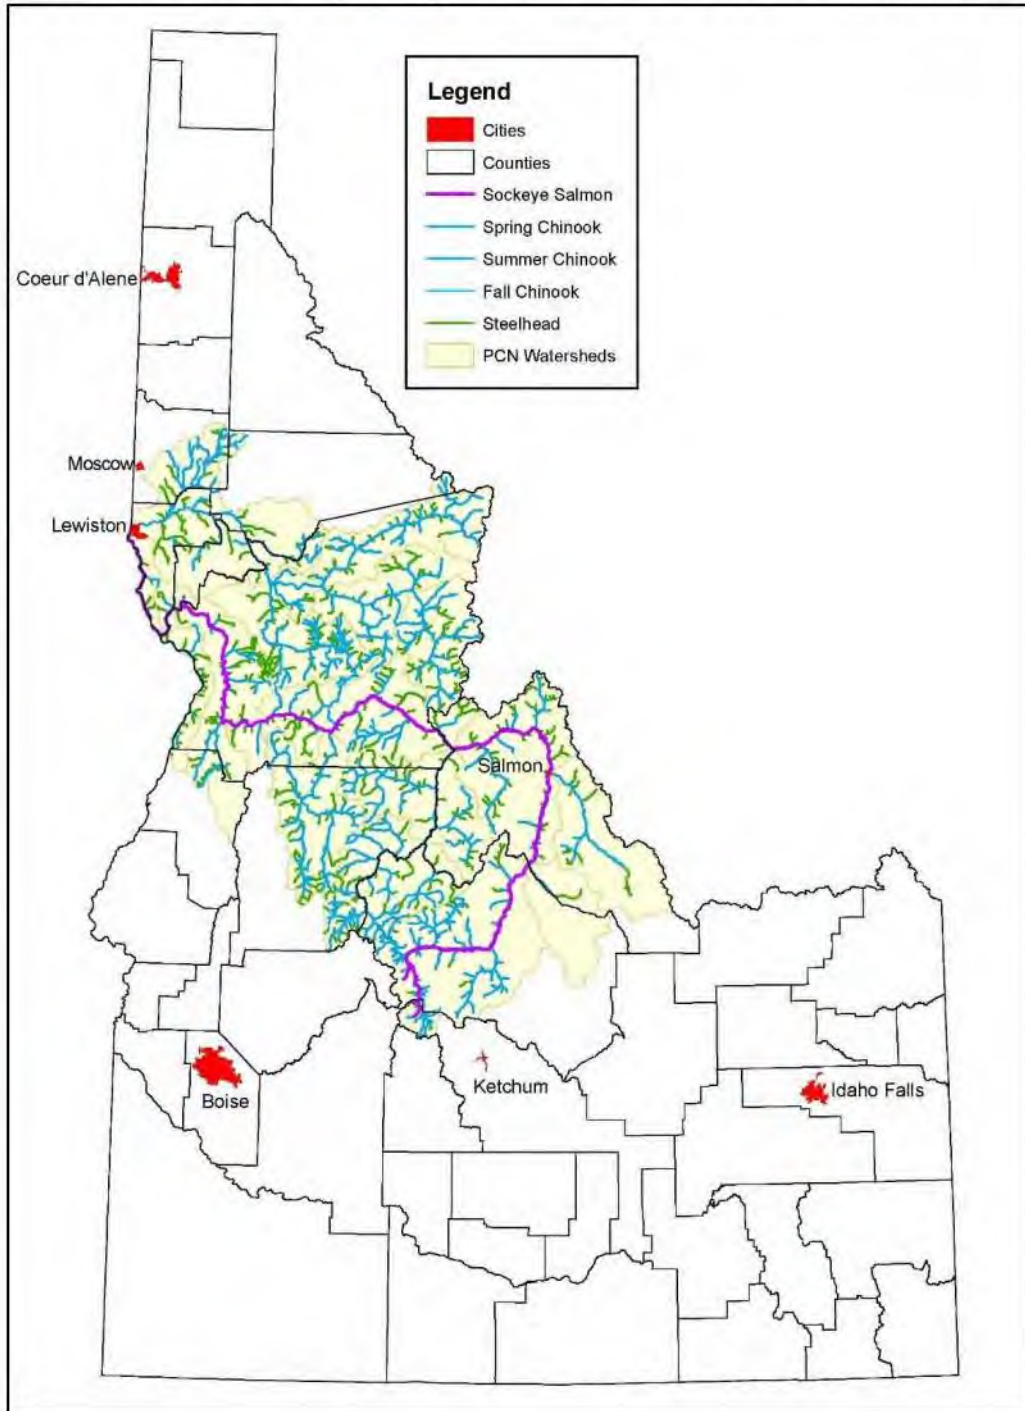 Legend
Cities
Counties
Sockeye Salmon
Spring Chinook
Summer Chinook
Fall Chinook
Steelhead
PCN Watersheds
Coeur d'Alene
Moscow
Lewiston
Salmon
Boise
Ketchum
Idaho Falls